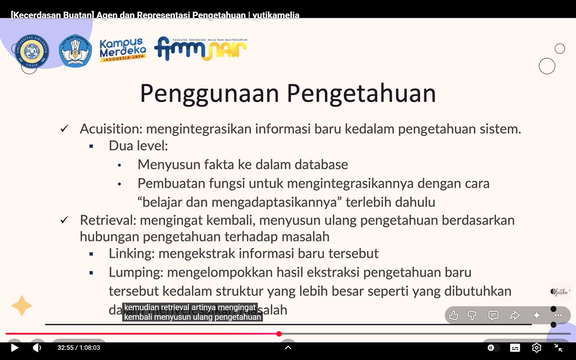 [Kecerdasan Buatan] Agen dan Representasi Pengetahuan | yutikamelia
Kampus
Merdeka
INDONESIA JAYA
Penggunaan Pengetahuan
✓ Acuisition: mengintegrasikan informasi baru kedalam pengetahuan sistem.
▪ Dua level:
• Menyusun fakta ke dalam database
• Pembuatan fungsi untuk mengintegrasikannya dengan cara
“belajar dan mengadaptasikannya” terlebih dahulu
✓ Retrieval: mengingat kembali, menyusun ulang pengetahuan berdasarkan
hubungan pengetahuan terhadap masalah
▪ Linking: mengekstrak informasi baru tersebut
▪ Lumping: mengelompokkan hasil ekstraksi pengetahuan baru
tersebut kedalam struktur yang lebih besar seperti yang dibutuhkan
kemudian retrieval artinya mengingat
kembali menyusun ulang pengetahuan
32:55 / 1:08:03